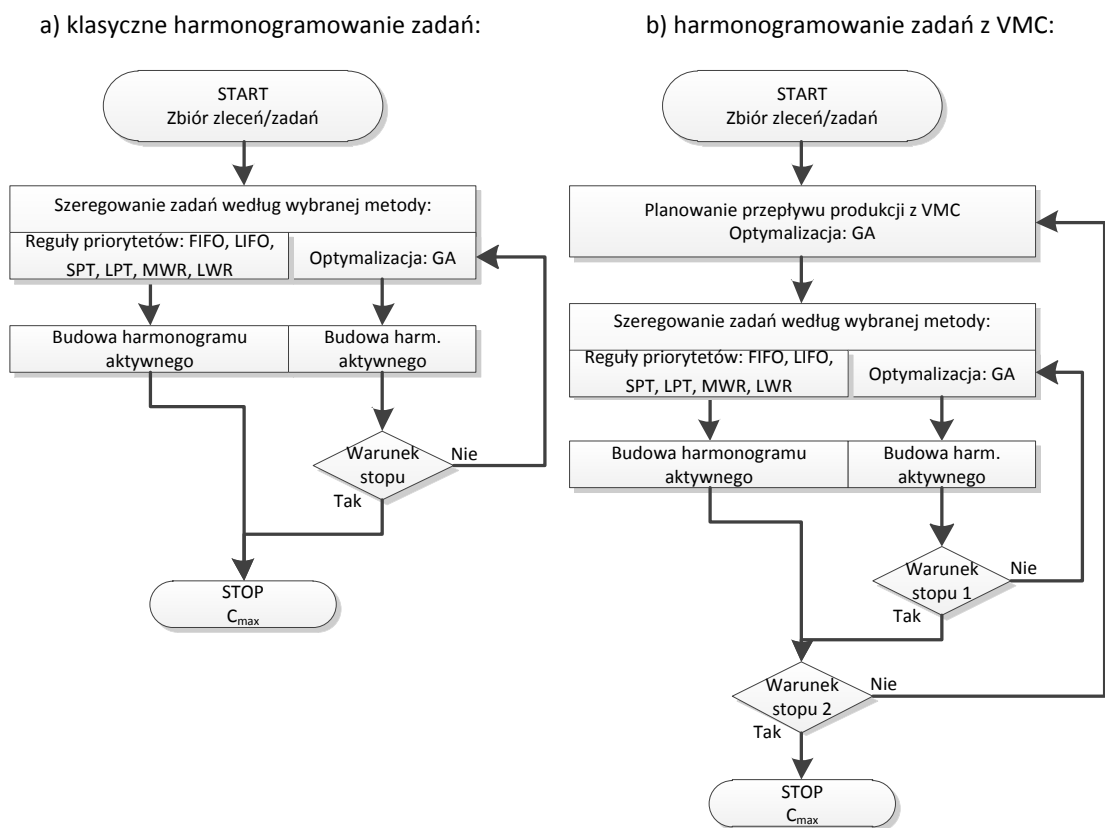 a) klasyczne harmonogramowanie zadań:
START
Zbiór zleceń/zadań
Szeregowanie zadań według wybranej metody:
Reguły priorytetów: FIFO, LIFO,
SPT, LPT, MWR, LWR
Optymalizacja: GA
Budowa harmonogramu
aktywnego
Budowa harm.
aktywnego
Warunek
stopu
Nie
Tak
STOP
Cmax
b) harmonogramowanie zadań z VMC:
START
Zbiór zleceń/zadań
Planowanie przepływu produkcji z VMC
Optymalizacja: GA
Szeregowanie zadań według wybranej metody:
Reguły priorytetów: FIFO, LIFO,
SPT, LPT, MWR, LWR
Optymalizacja: GA
Budowa harmonogramu
aktywnego
Budowa harm.
aktywnego
Warunek
stopu 1
Nie
Tak
Warunek
stopu 2
Nie
Tak
STOP
Cmax